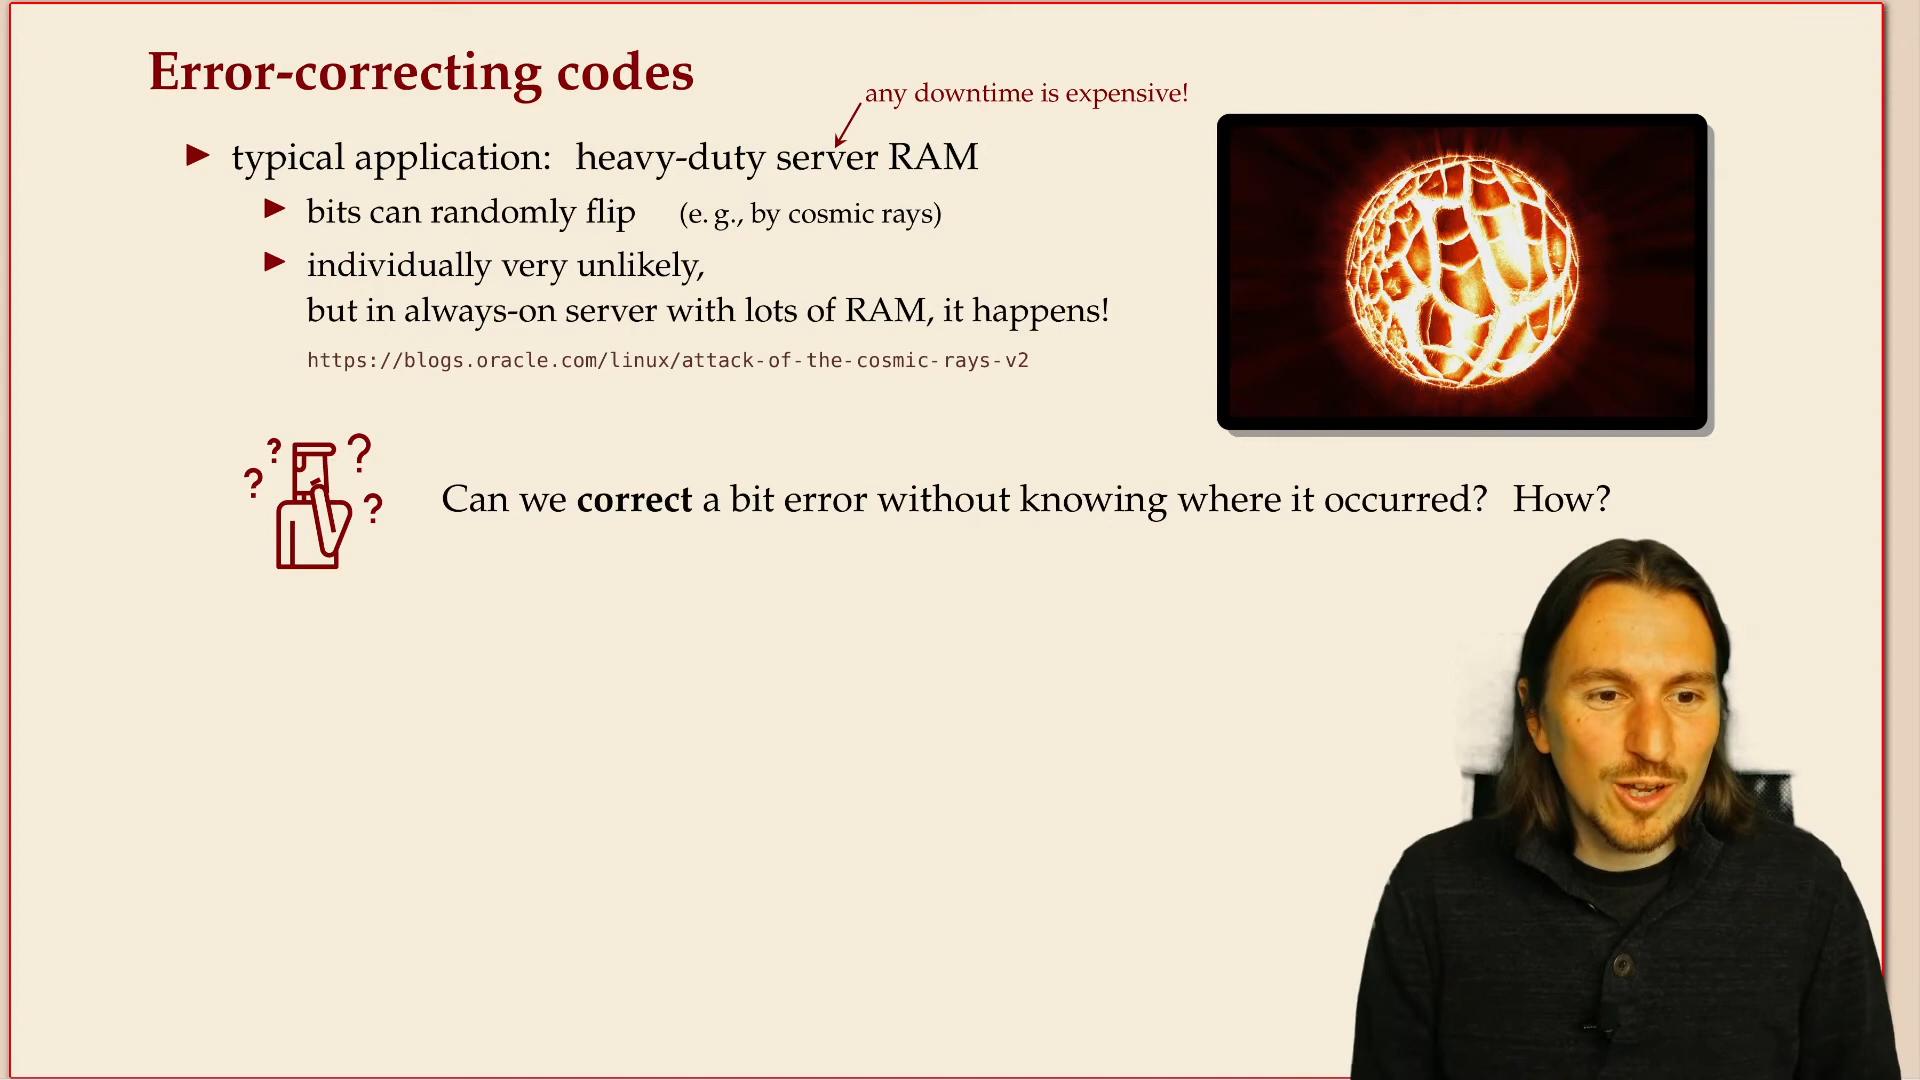 Error-correcting codes
any downtime is expensive!
typical application: heavy-duty server RAM
bits can randomly flip (e. g., by cosmic rays)
individually very unlikely,
but in always-on server with lots of RAM, it happens!
https://blogs.oracle.com/linux/attack-of-the-cosmic-rays-v2
? ? ? ?
Can we correct a bit error without knowing where it occurred? How?